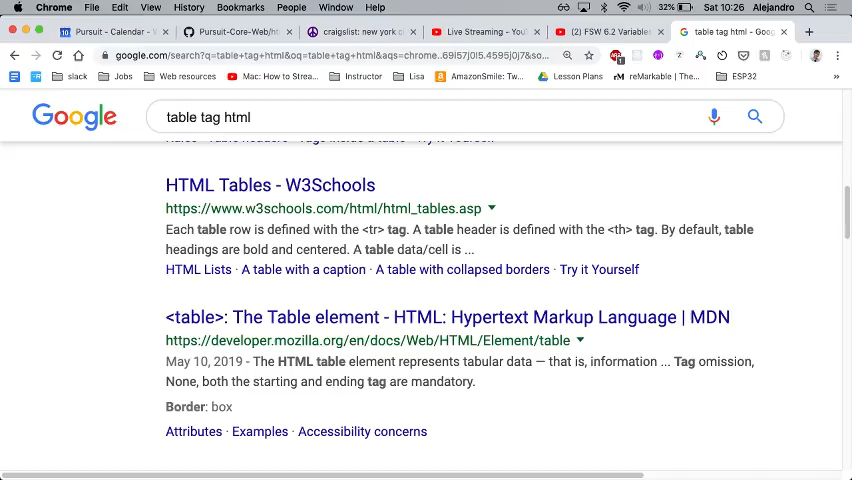 Chrome File Edit View History Bookmarks People Window Help 32% Sat 10:26 Alejandro
Pursuit - Calendar - W
Pursuit-Core-Web/h
craigslist: new york c
Live Streaming - You
(2) FSW 6.2 Variables
table tag html - Goo
google.com/search?q=table+tag+html&oq=table+tag+html&aqs=chrome..69i57j0l5.4595j0j7&so...
slack Jobs Web resources Mac: How to Strea... Instructor Lisa AmazonSmile: Tw... Lesson Plans reMarkable | The... ESP32
Google
table tag html
HTML Tables - W3Schools
https://www.w3schools.com/html/html_tables.asp
Each table row is defined with the <tr> tag. A table header is defined with the <th> tag. By default, table
headings are bold and centered. A table data/cell is ...
HTML Lists · A table with a caption · A table with collapsed borders · Try it Yourself
<table>: The Table element - HTML: Hypertext Markup Language | MDN
https://developer.mozilla.org/en/docs/Web/HTML/Element/table
May 10, 2019 - The HTML table element represents tabular data — that is, information ... Tag omission,
None, both the starting and ending tag are mandatory.
Border: box
Attributes · Examples · Accessibility concerns